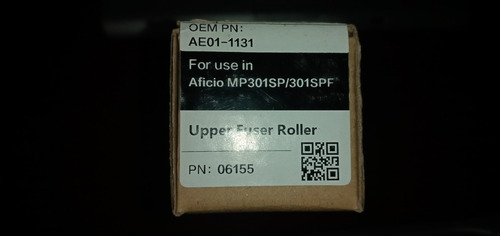 OEM PN:
AE01-1131
For use in
Aficio MP301SP/301SPF
Upper Fuser Roller
PN: 06155